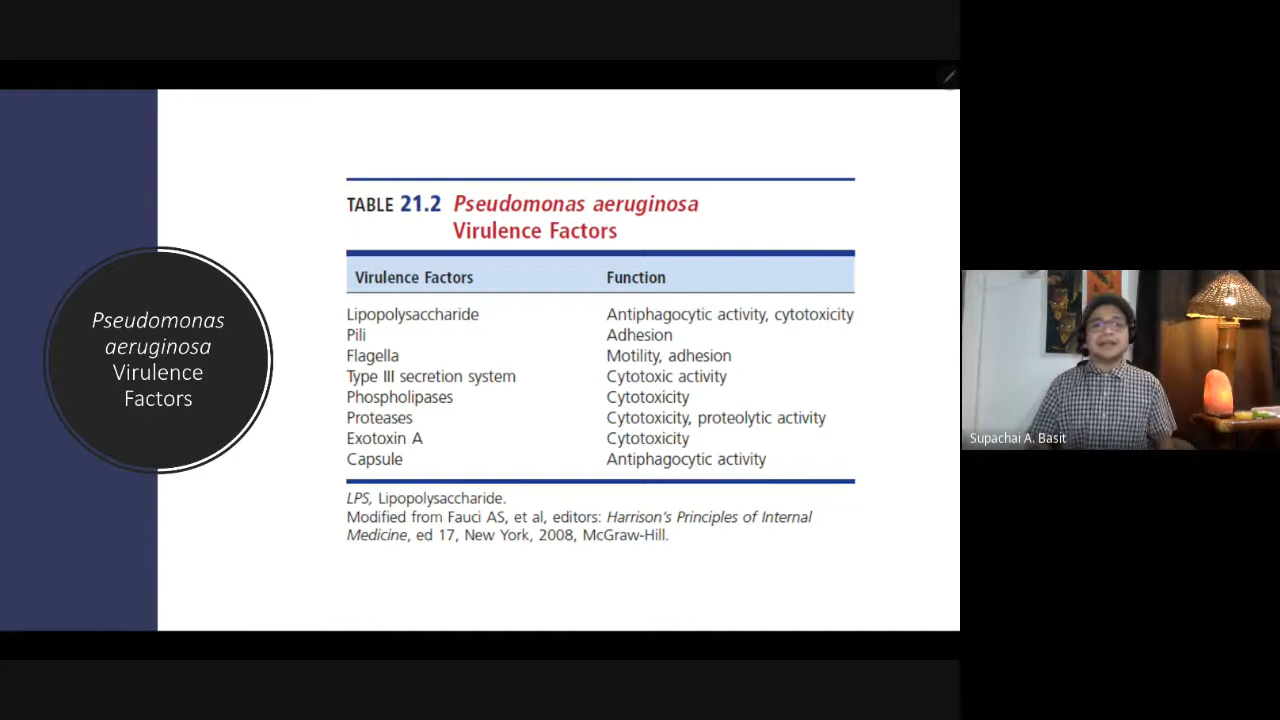 Pseudomonas
aeruginosa
Virulence
Factors
TABLE 21.2 Pseudomonas aeruginosa
Virulence Factors
Virulence Factors Function
Lipopolysaccharide Antiphagocytic activity, cytotoxicity
Pili Adhesion
Flagella Motility, adhesion
Type III secretion system Cytotoxic activity
Phospholipases Cytotoxicity
Proteases Cytotoxicity, proteolytic activity
Exotoxin A Cytotoxicity
Capsule Antiphagocytic activity
LPS, Lipopolysaccharide.
Modified from Fauci AS, et al, editors: Harrison's Principles of Internal
Medicine, ed 17, New York, 2008, McGraw-Hill.
Supachai A. Basit